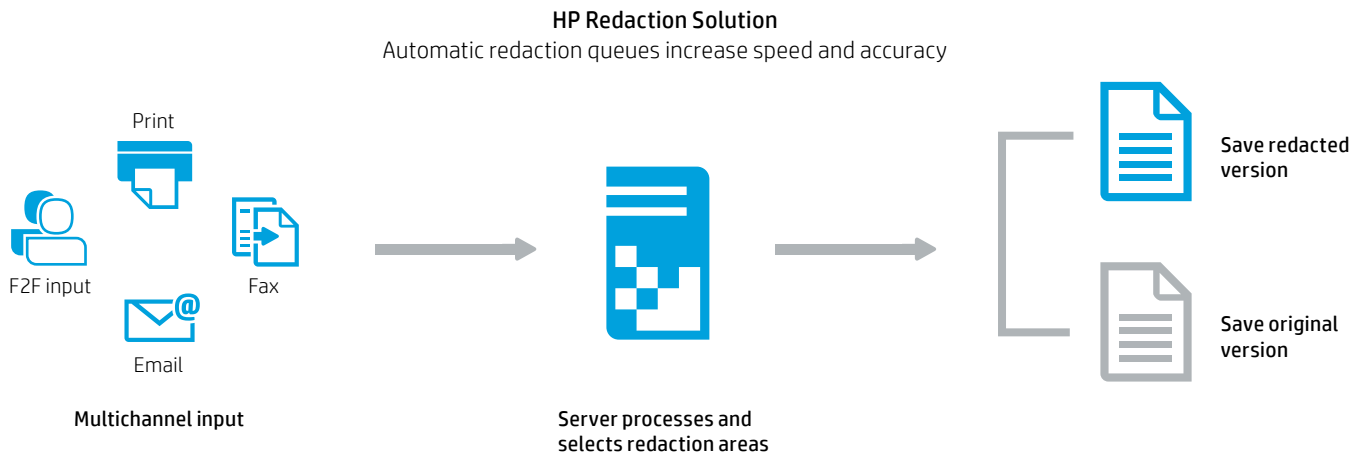 HP Redaction Solution
Automatic redaction queues increase speed and accuracy
Print
F2F input
Fax
@
Email
Multichannel input
Server processes and
selects redaction areas
Save redacted
version
Save original
version